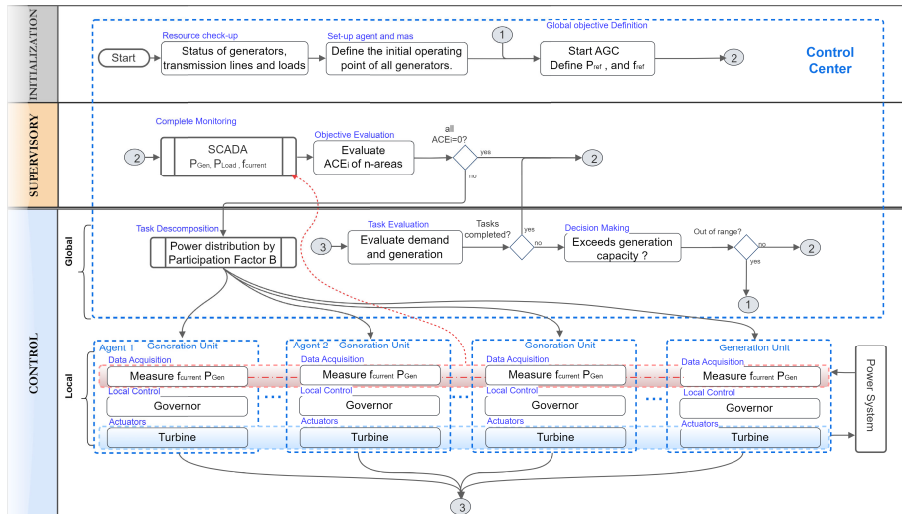 INITIALIZATION
Resource check-up
Set-up agent and mas
1
Global objective Definition
Start
Status of generators,
transmission lines and loads
Define the initial operating
point of all generators.
Start AGC
Define Pref , and fref
2
Control
Center
SUPERVISORY
Complete Monitoring
2
SCADA
PGen, PLoad , fcurrent
Objective Evaluation
Evaluate
ACEi of n-areas
all
ACEi=0?
yes
no
2
CONTROL
Global
Task Descomposition
Power distribution by
Participation Factor B
3
Task Evaluation
Evaluate demand
and generation
Tasks
completed?
yes
no
Decision Making
Exceeds generation
capacity ?
Out of range?
no
yes
2
1
Local
Agent 1
Generation Unit
Agent 2
Generation Unit
Generation Unit
Generation Unit
Data Acquisition
Data Acquisition
Data Acquisition
Data Acquisition
Measure fcurrent PGen
Measure fcurrent PGen
Measure fcurrent PGen
Measure fcurrent PGen
Local Control
Local Control
Local Control
Local Control
Governor
Governor
Governor
Governor
Actuators
Actuators
Actuators
Actuators
Turbine
Turbine
Turbine
Turbine
Power System
3